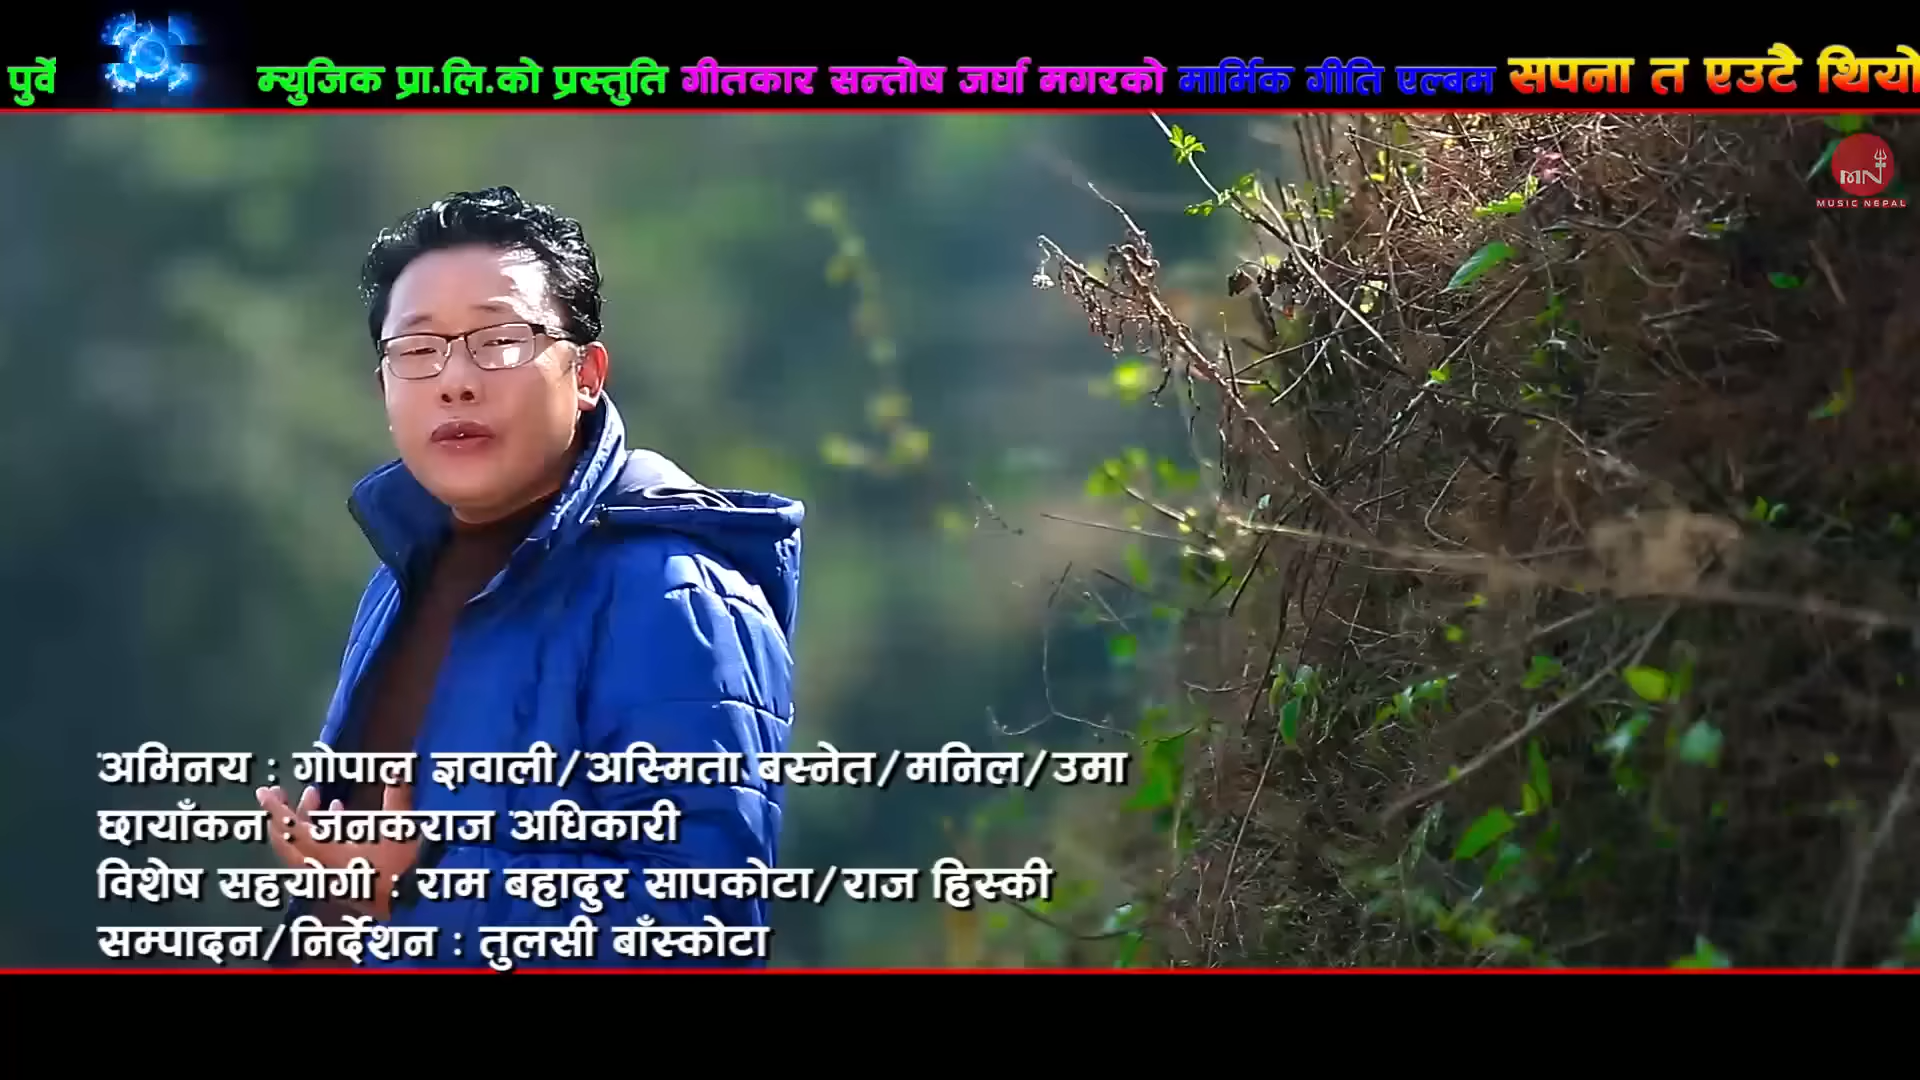 पुर्वे म्युजिक प्रा.लि.को प्रस्तुति गीतकार सन्तोष जर्घा मगरको मार्मिक गीति एल्बम सपना त एउटै थियो
MN
MUSIC NEPAL
अभिनय : गोपाल ज्ञवाली/अस्मिता बस्नेत/मनिल/उमा
छायाँकन : जनकराज अधिकारी
विशेष सहयोगी : राम बहादुर सापकोटा/राज हिस्की
सम्पादन/निर्देशन : तुलसी बाँस्कोटा